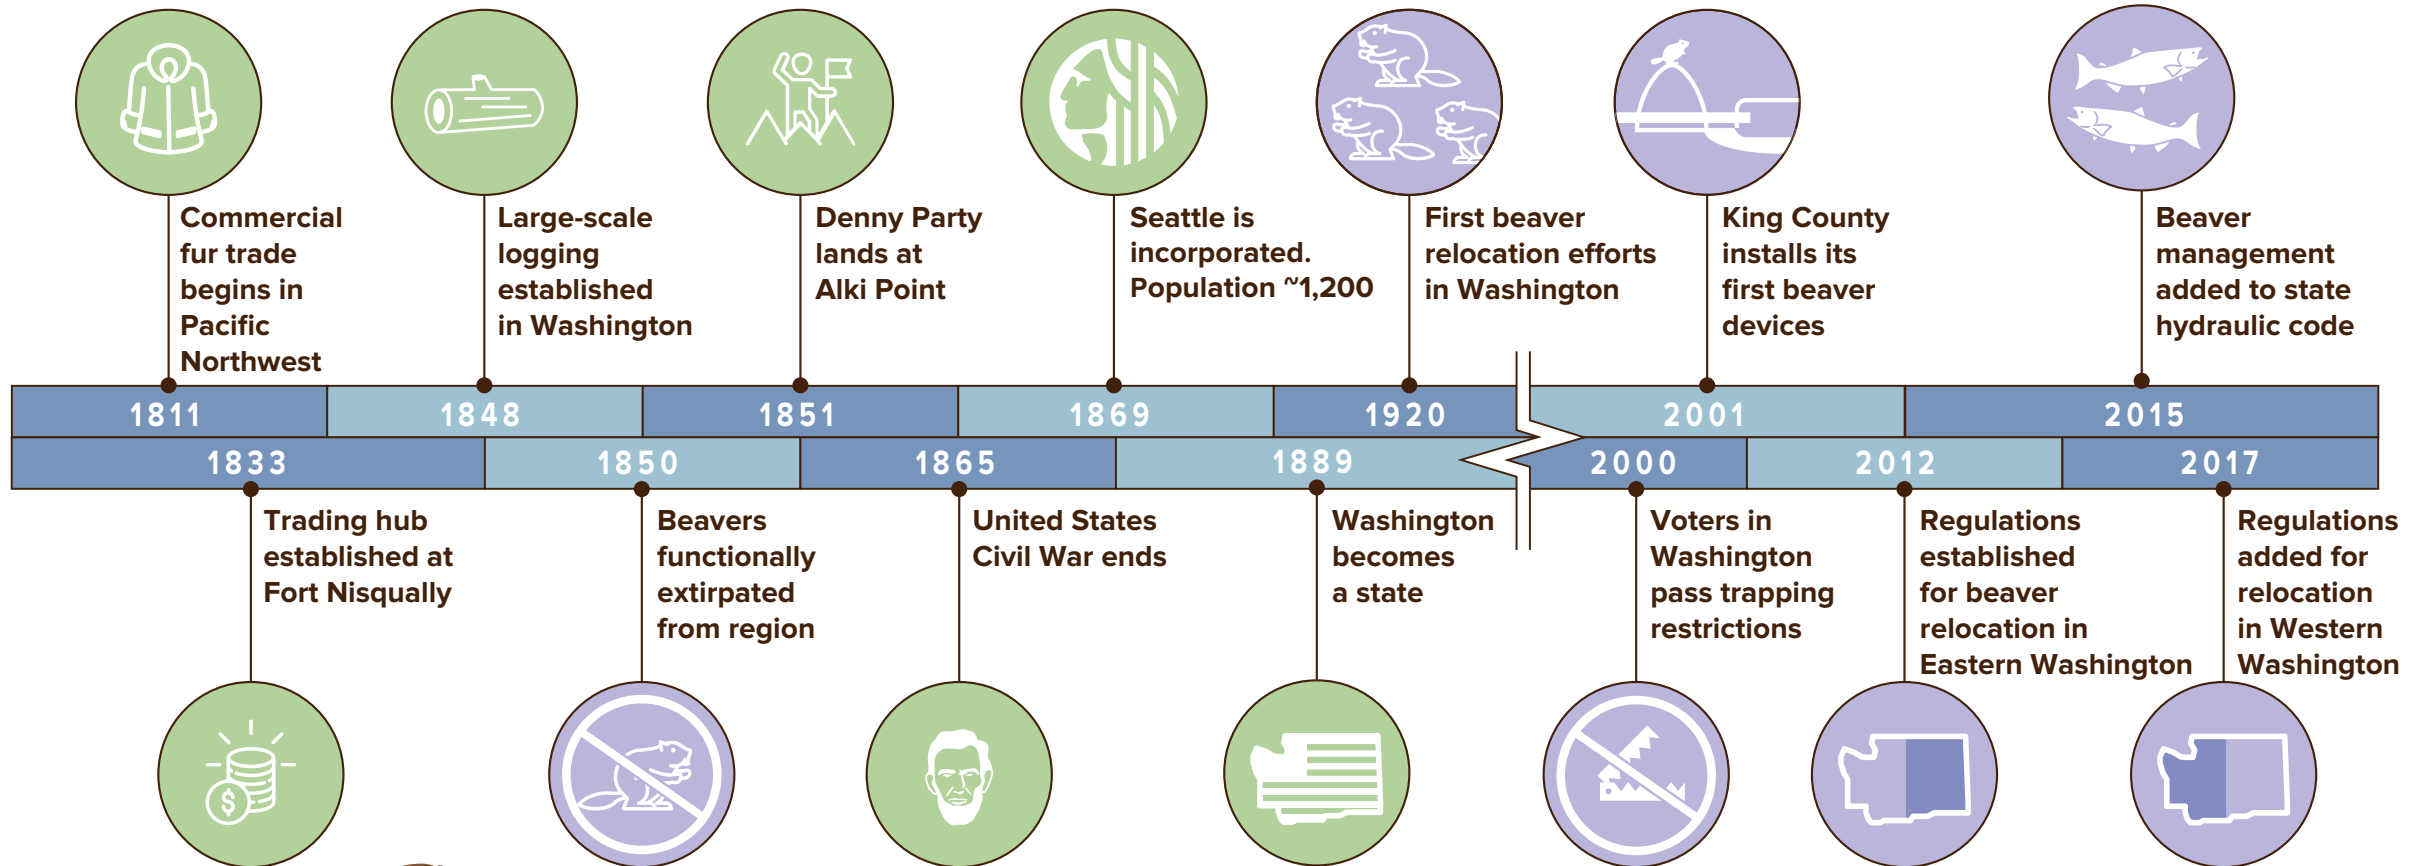 Commercial
fur trade
begins in
Pacific
Northwest
Large-scale
logging
established
in Washington
Denny Party
lands at
Alki Point
Seattle is
incorporated.
Population ~1,200
First beaver
relocation efforts
in Washington
King County
installs its
first beaver
devices
Beaver
management
added to state
hydraulic code
1811
1848
1851
1869
1920
2001
2015
1833
1850
1865
1889
2000
2012
2017
Trading hub
established at
Fort Nisqually
Beavers
functionally
extirpated
from region
United States
Civil War ends
Washington
becomes
a state
Voters in
Washington
pass trapping
restrictions
Regulations
established
for beaver
relocation in
Eastern Washington
Regulations
added for
relocation
in Western
Washington
$